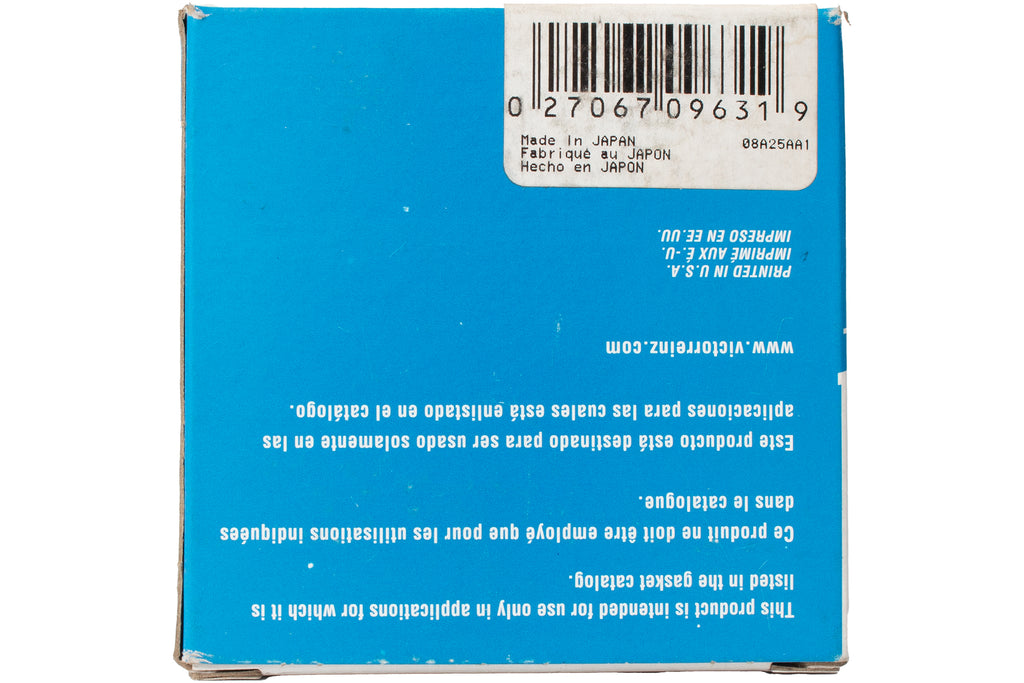 0 27067 09631 9
Made In JAPAN
08A25AA1
Fabriqué au JAPON
Hecho en JAPON
This product is intended for use only in applications for which it is
listed in the gasket catalog.
Ce produit ne doit être employé que pour les utilisations indiquées
dans le catalogue.
Este producto está destinado para ser usado solamente en las
aplicaciones para las cuales está enlistado en el catálogo.
www.victorreinz.com
PRINTED IN U.S.A.
IMPRIMÉ AUX É.-U.
IMPRESO EN EE.UU.